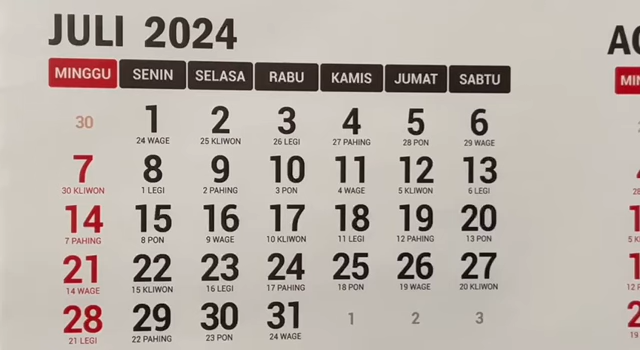 JULI 2024
MINGGU SENIN SELASA RABU KAMIS JUMAT SABTU
30 1 2 3 4 5 6
24 WAGE 25 KLIWON 26 LEGI 27 PAHING 28 PON 29 WAGE
7 8 9 10 11 12 13
30 KLIWON 1 LEGI 2 PAHING 3 PON 4 WAGE 5 KLIWON 6 LEGI
14 15 16 17 18 19 20
7 PAHING 8 PON 9 WAGE 10 KLIWON 11 LEGI 12 PAHING 13 PON
21 22 23 24 25 26 27
14 WAGE 15 KLIWON 16 LEGI 17 PAHING 18 PON 19 WAGE 20 KLIWON
28 29 30 31 1 2 3
21 LEGI 22 PAHING 23 PON 24 WAGE